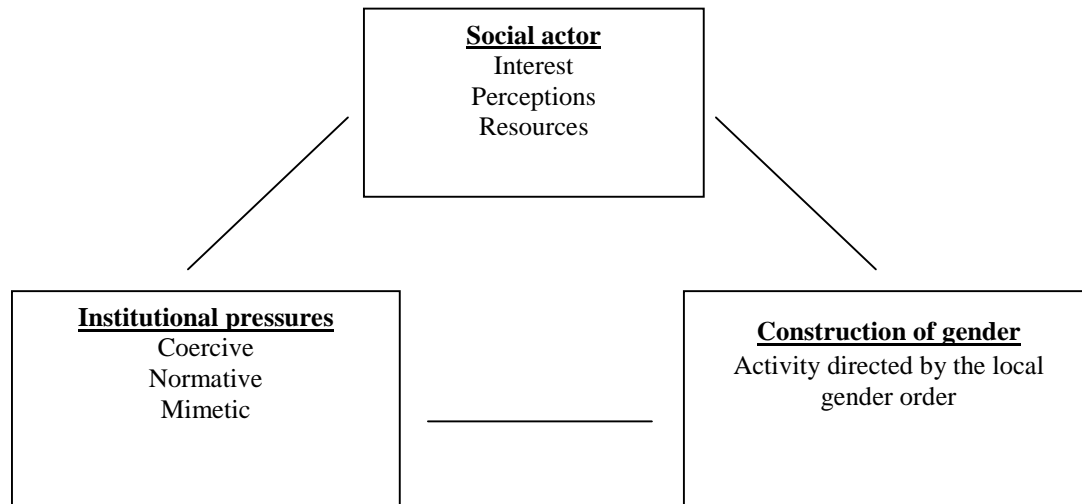 Social actor
Interest
Perceptions
Resources
Institutional pressures
Coercive
Normative
Mimetic
Construction of gender
Activity directed by the local
gender order